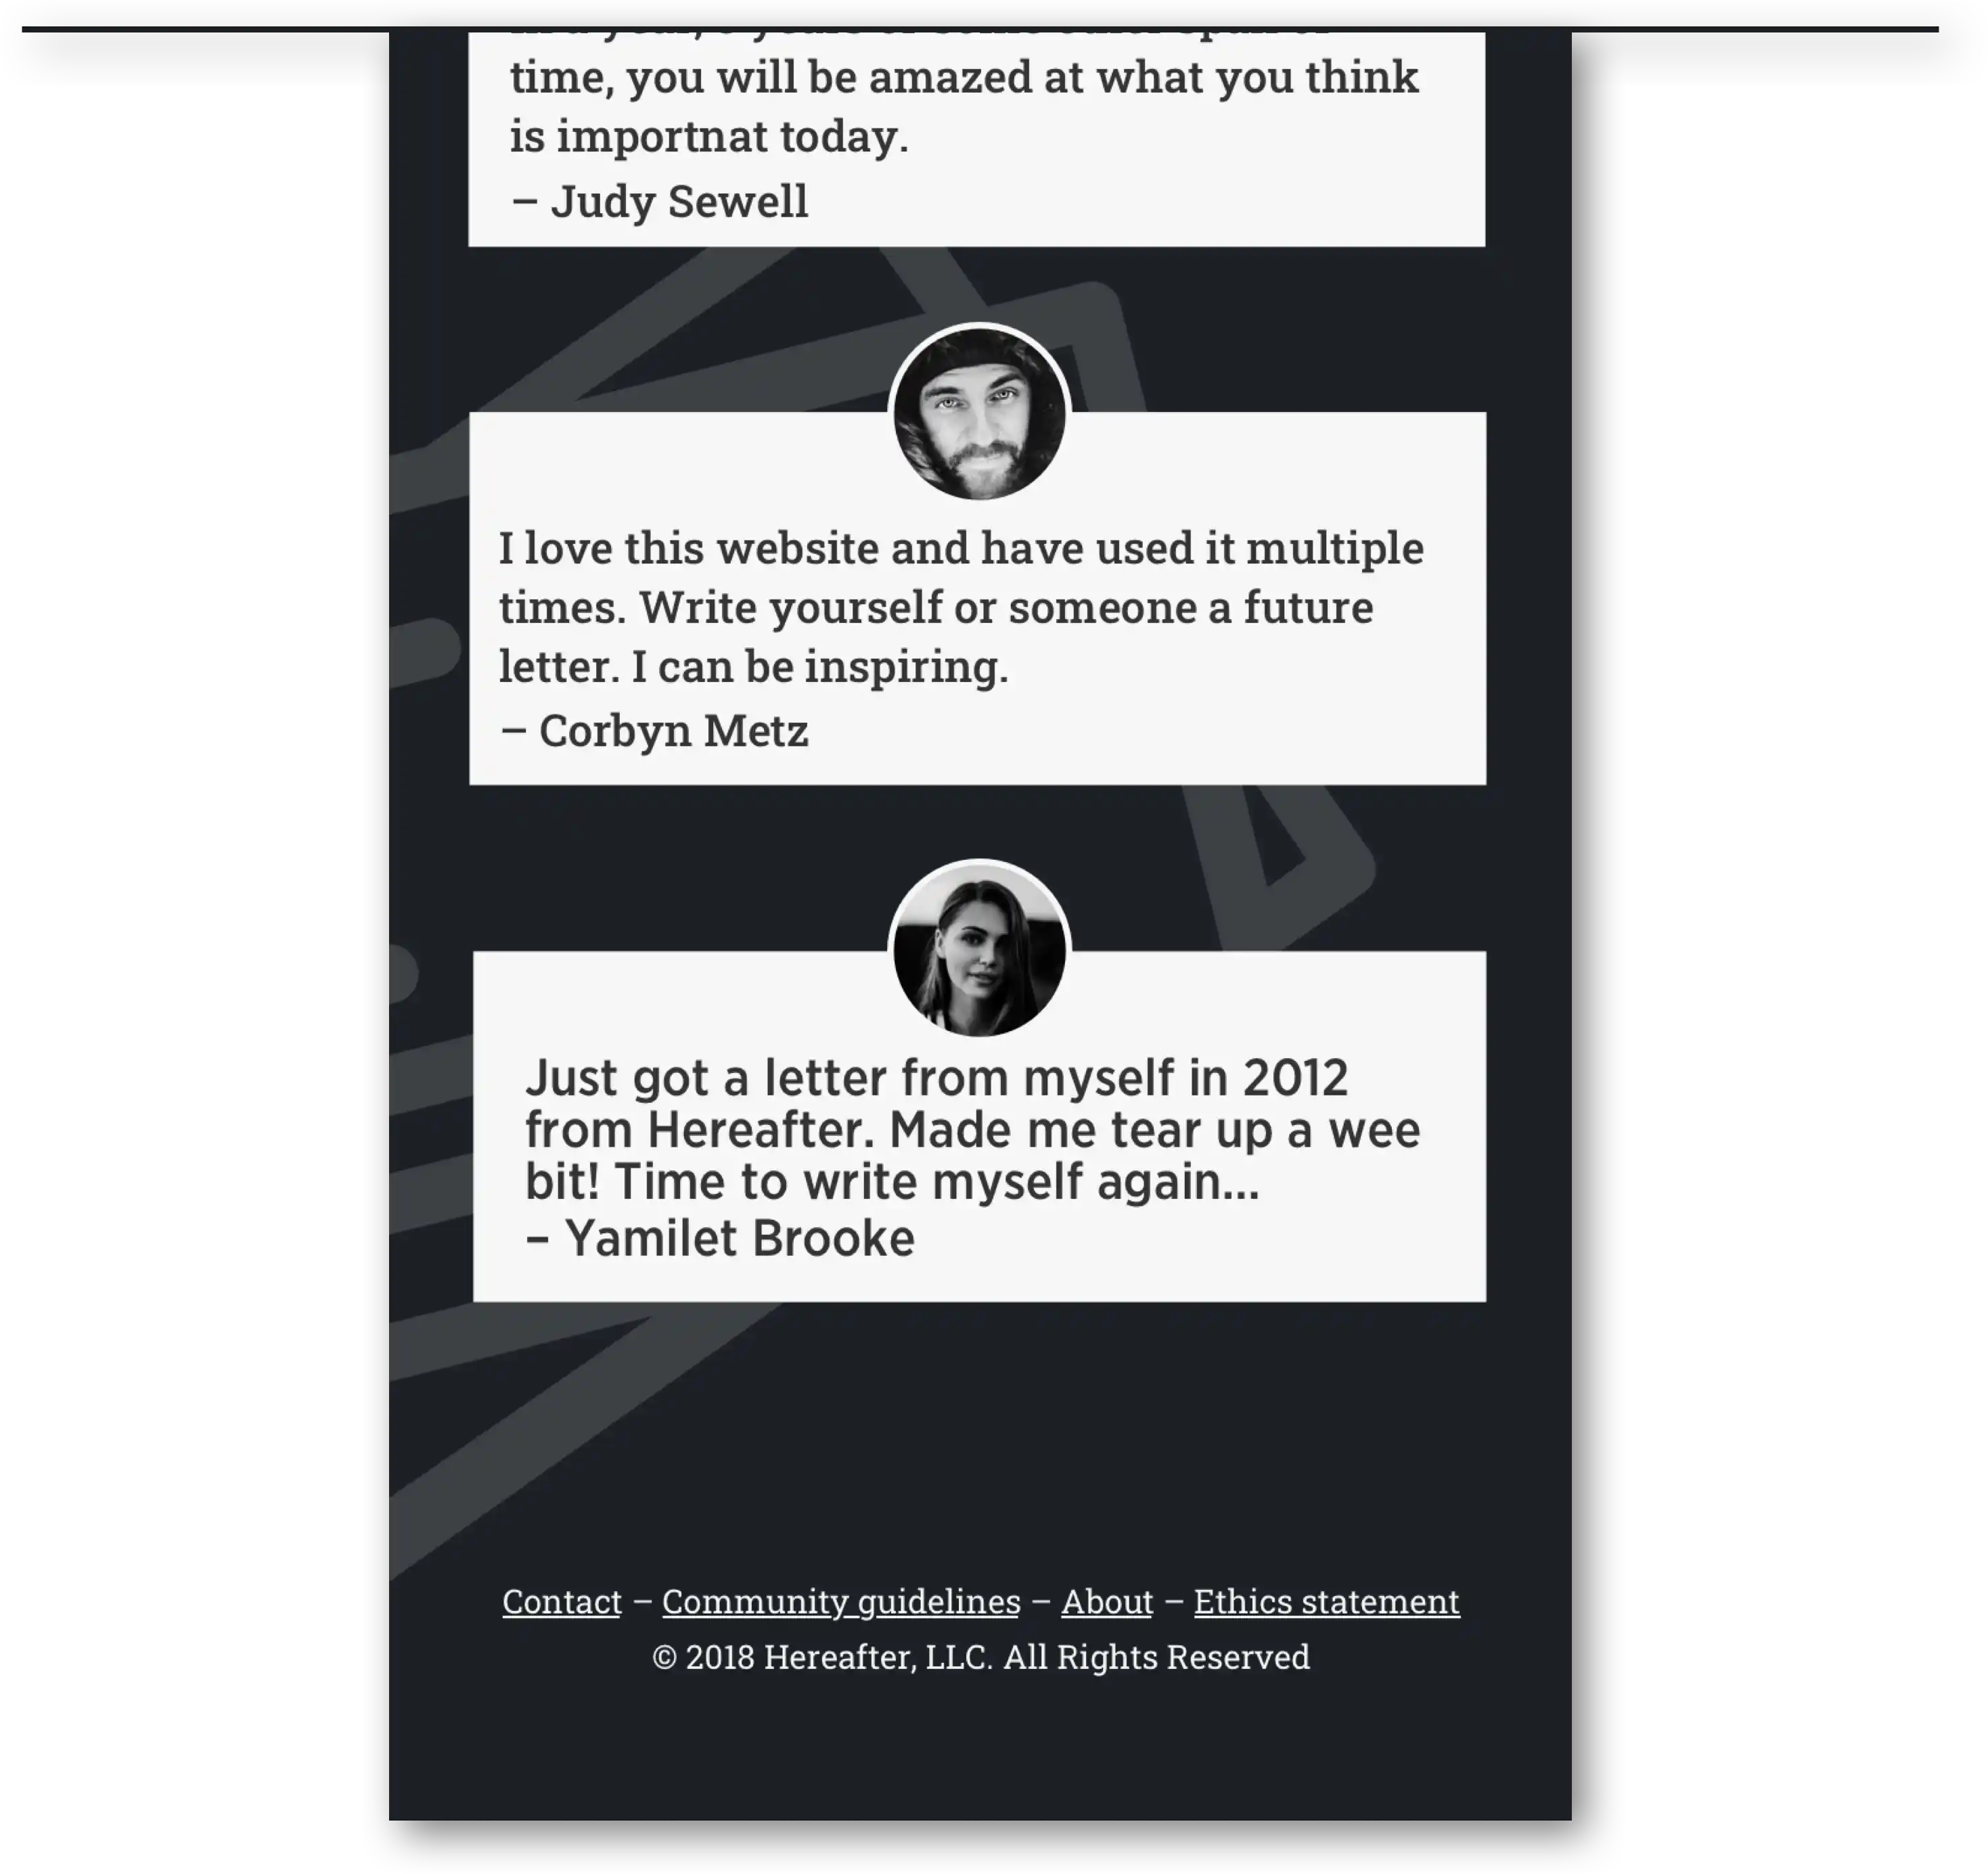 time, you will be amazed at what you think
is importnat today.
– Judy Sewell
I love this website and have used it multiple
times. Write yourself or someone a future
letter. I can be inspiring.
– Corbyn Metz
Just got a letter from myself in 2012
from Hereafter. Made me tear up a wee
bit! Time to write myself again...
– Yamilet Brooke
Contact – Community guidelines – About – Ethics statement
© 2018 Hereafter, LLC. All Rights Reserved